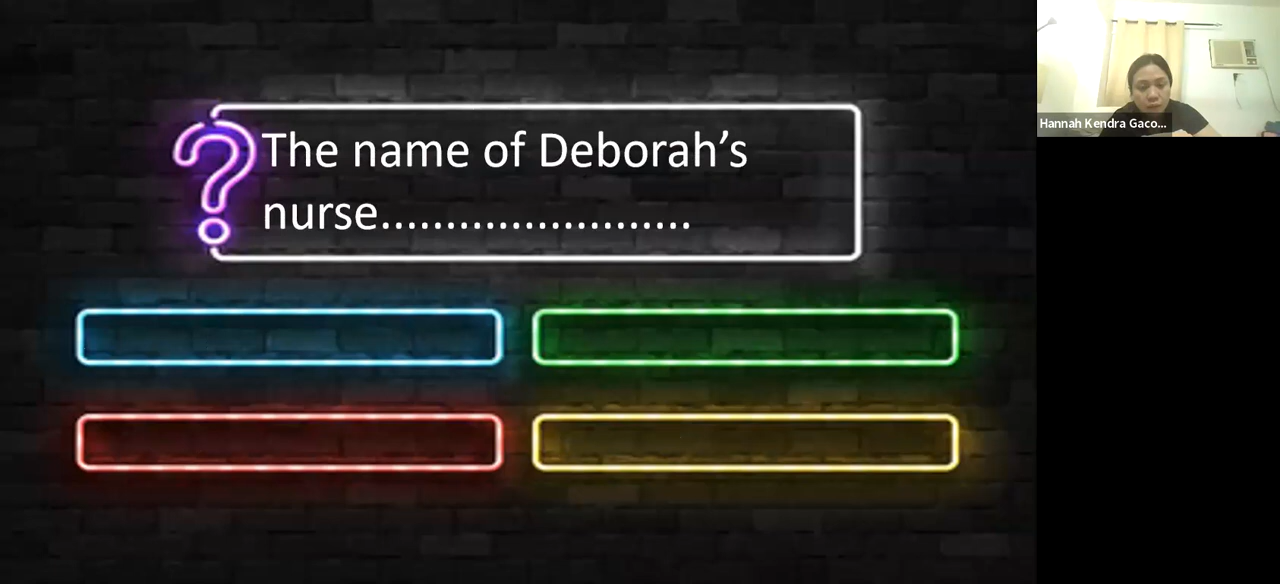 The name of Deborah’s
nurse........................
Hannah Kendra Gaco...